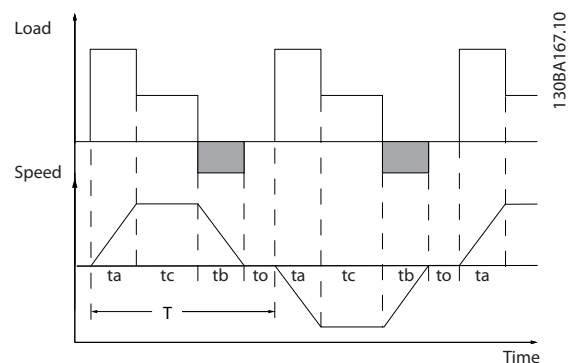 Load
130BA167.10
Speed
ta tc tb to ta tc tb to ta
T
Time